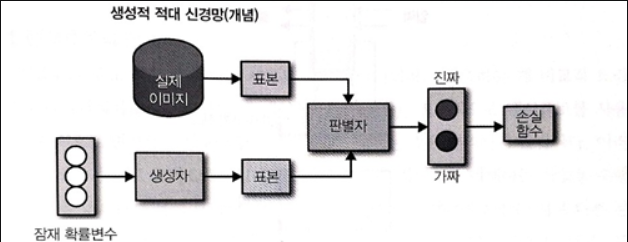 생성적 적대 신경망(개념)
실제
이미지
표본
진짜
판별자
손실
함수
생성자
표본
가짜
잠재 확률변수